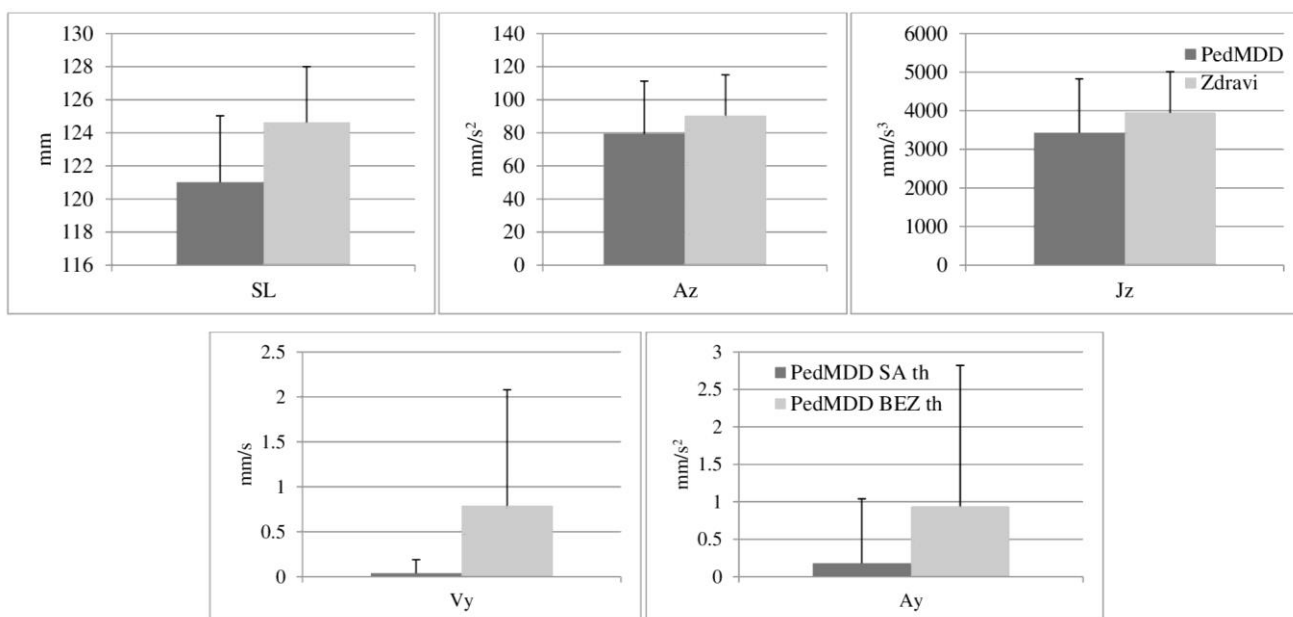 mm
130
128
126
124
122
120
118
116
SL
mm/s²
140
120
100
80
60
40
20
0
Az
mm/s³
6000
5000
4000
3000
2000
1000
0
PedMDD
Zdravi
Jz
mm/s
2.5
2
1.5
1
0.5
0
Vy
mm/s²
3
2.5
2
1.5
1
0.5
0
PedMDD SA th
PedMDD BEZ th
Ay